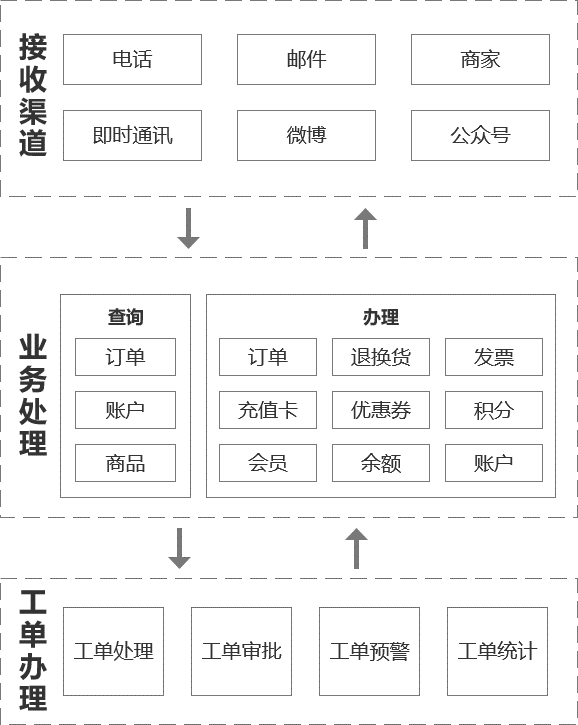 接收渠道
电话
邮件
商家
即时通讯
微博
公众号
业务处理
查询
订单
账户
商品
办理
订单
退换货
发票
充值卡
优惠券
积分
会员
余额
账户
工单办理
工单处理
工单审批
工单预警
工单统计